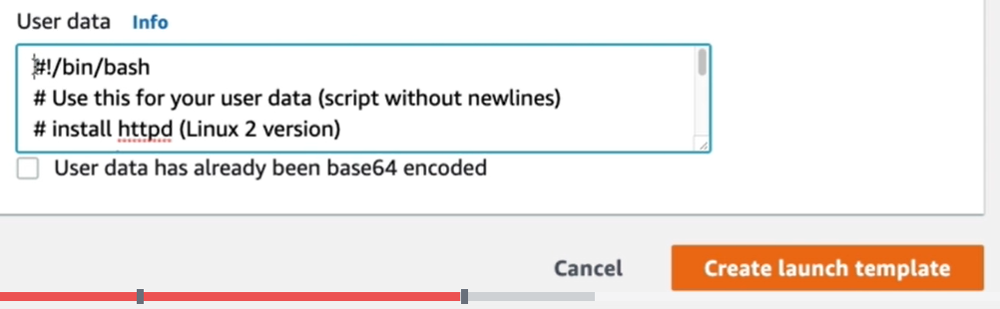 User data Info
#!/bin/bash
# Use this for your user data (script without newlines)
# install httpd (Linux 2 version)
User data has already been base64 encoded
Cancel Create launch template